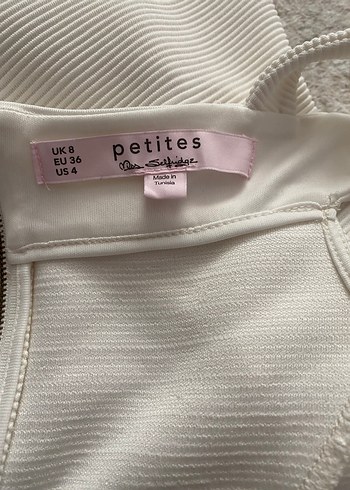 UK 8
EU 36
US 4
petites
Miss Selfridge
Made in
Tunisia